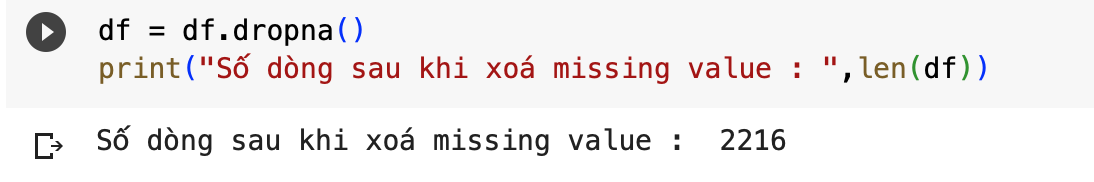 df = df.dropna()
print("Số dòng sau khi xoá missing value : ",len(df))
Số dòng sau khi xoá missing value :  2216